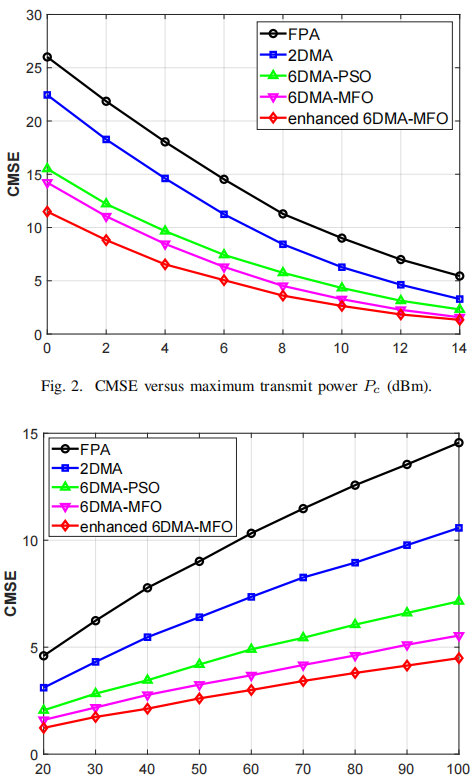 30
25
20
15
10
5
0
CMSE
FPA
2DMA
6DMA-PSO
6DMA-MFO
enhanced 6DMA-MFO
0 2 4 6 8 10 12 14
Fig. 2. CMSE versus maximum transmit power Pc (dBm).
15
10
5
0
CMSE
FPA
2DMA
6DMA-PSO
6DMA-MFO
enhanced 6DMA-MFO
20 30 40 50 60 70 80 90 100